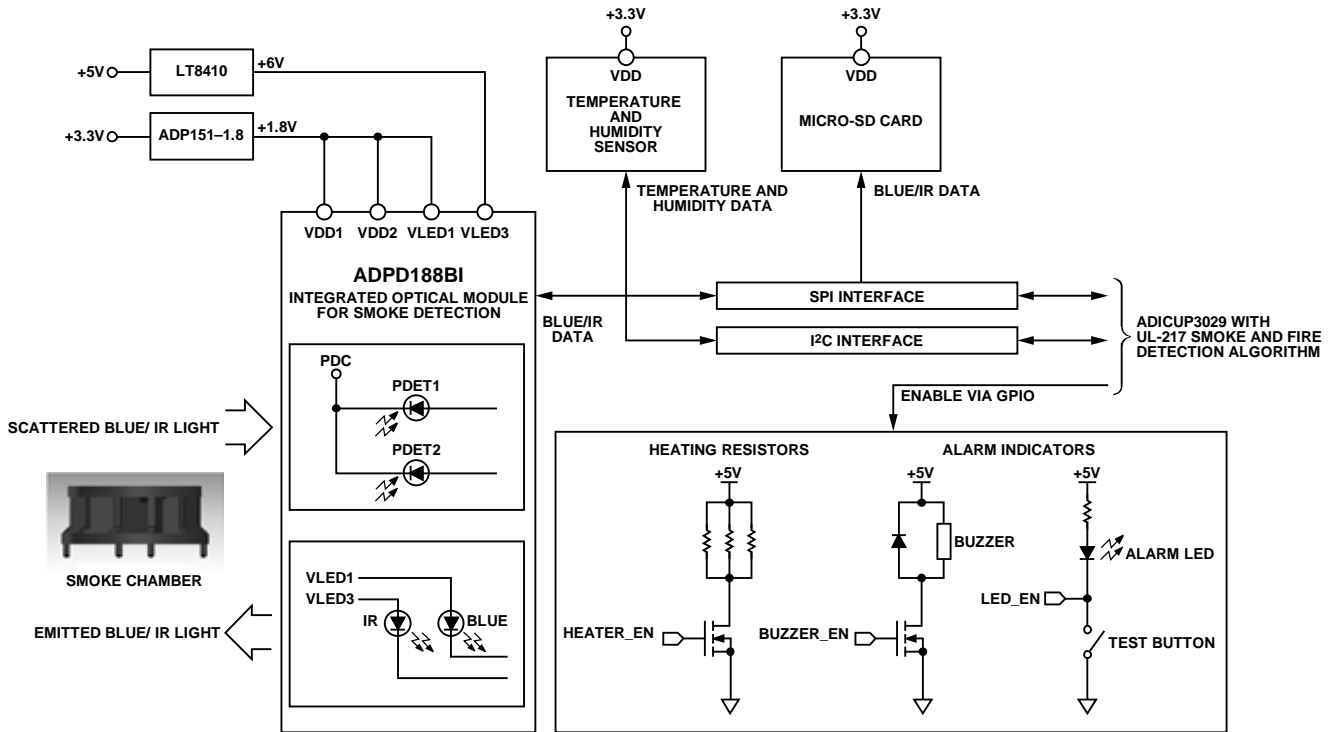 +5V
LT8410
+6V
+3.3V
ADP151–1.8
+1.8V
+3.3V
VDD
TEMPERATURE
AND
HUMIDITY
SENSOR
+3.3V
VDD
MICRO-SD CARD
TEMPERATURE AND
HUMIDITY DATA
BLUE/IR DATA
VDD1
VDD2
VLED1
VLED3
ADPD188BI
INTEGRATED OPTICAL MODULE
FOR SMOKE DETECTION
BLUE/IR
DATA
SPI INTERFACE
I2C INTERFACE
ADICUP3029 WITH
UL-217 SMOKE AND FIRE
DETECTION ALGORITHM
ENABLE VIA GPIO
PDC
PDET1
PDET2
SCATTERED BLUE/ IR LIGHT
SMOKE CHAMBER
EMITTED BLUE/ IR LIGHT
VLED1
VLED3
IR
BLUE
HEATING RESISTORS
+5V
HEATER_EN
ALARM INDICATORS
+5V
BUZZER
BUZZER_EN
+5V
ALARM LED
LED_EN
TEST BUTTON